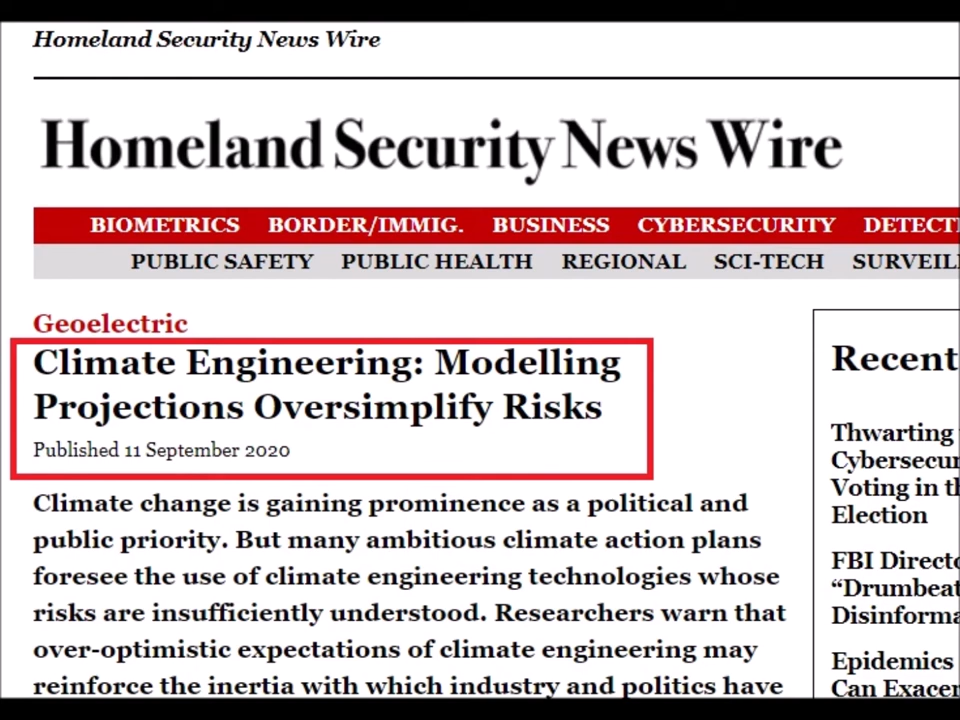 Homeland Security News Wire
Homeland Security News Wire
BIOMETRICS BORDER/IMMIG. BUSINESS CYBERSECURITY
PUBLIC SAFETY PUBLIC HEALTH REGIONAL SCI-TECH
Geoelectric
Climate Engineering: Modelling
Projections Oversimplify Risks
Published 11 September 2020
Climate change is gaining prominence as a political and
public priority. But many ambitious climate action plans
foresee the use of climate engineering technologies whose
risks are insufficiently understood. Researchers warn that
over-optimistic expectations of climate engineering may
reinforce the inertia with which industry and politics have
Recent
Thwarting
Voting in
Election
FBI
Epidemics
Can